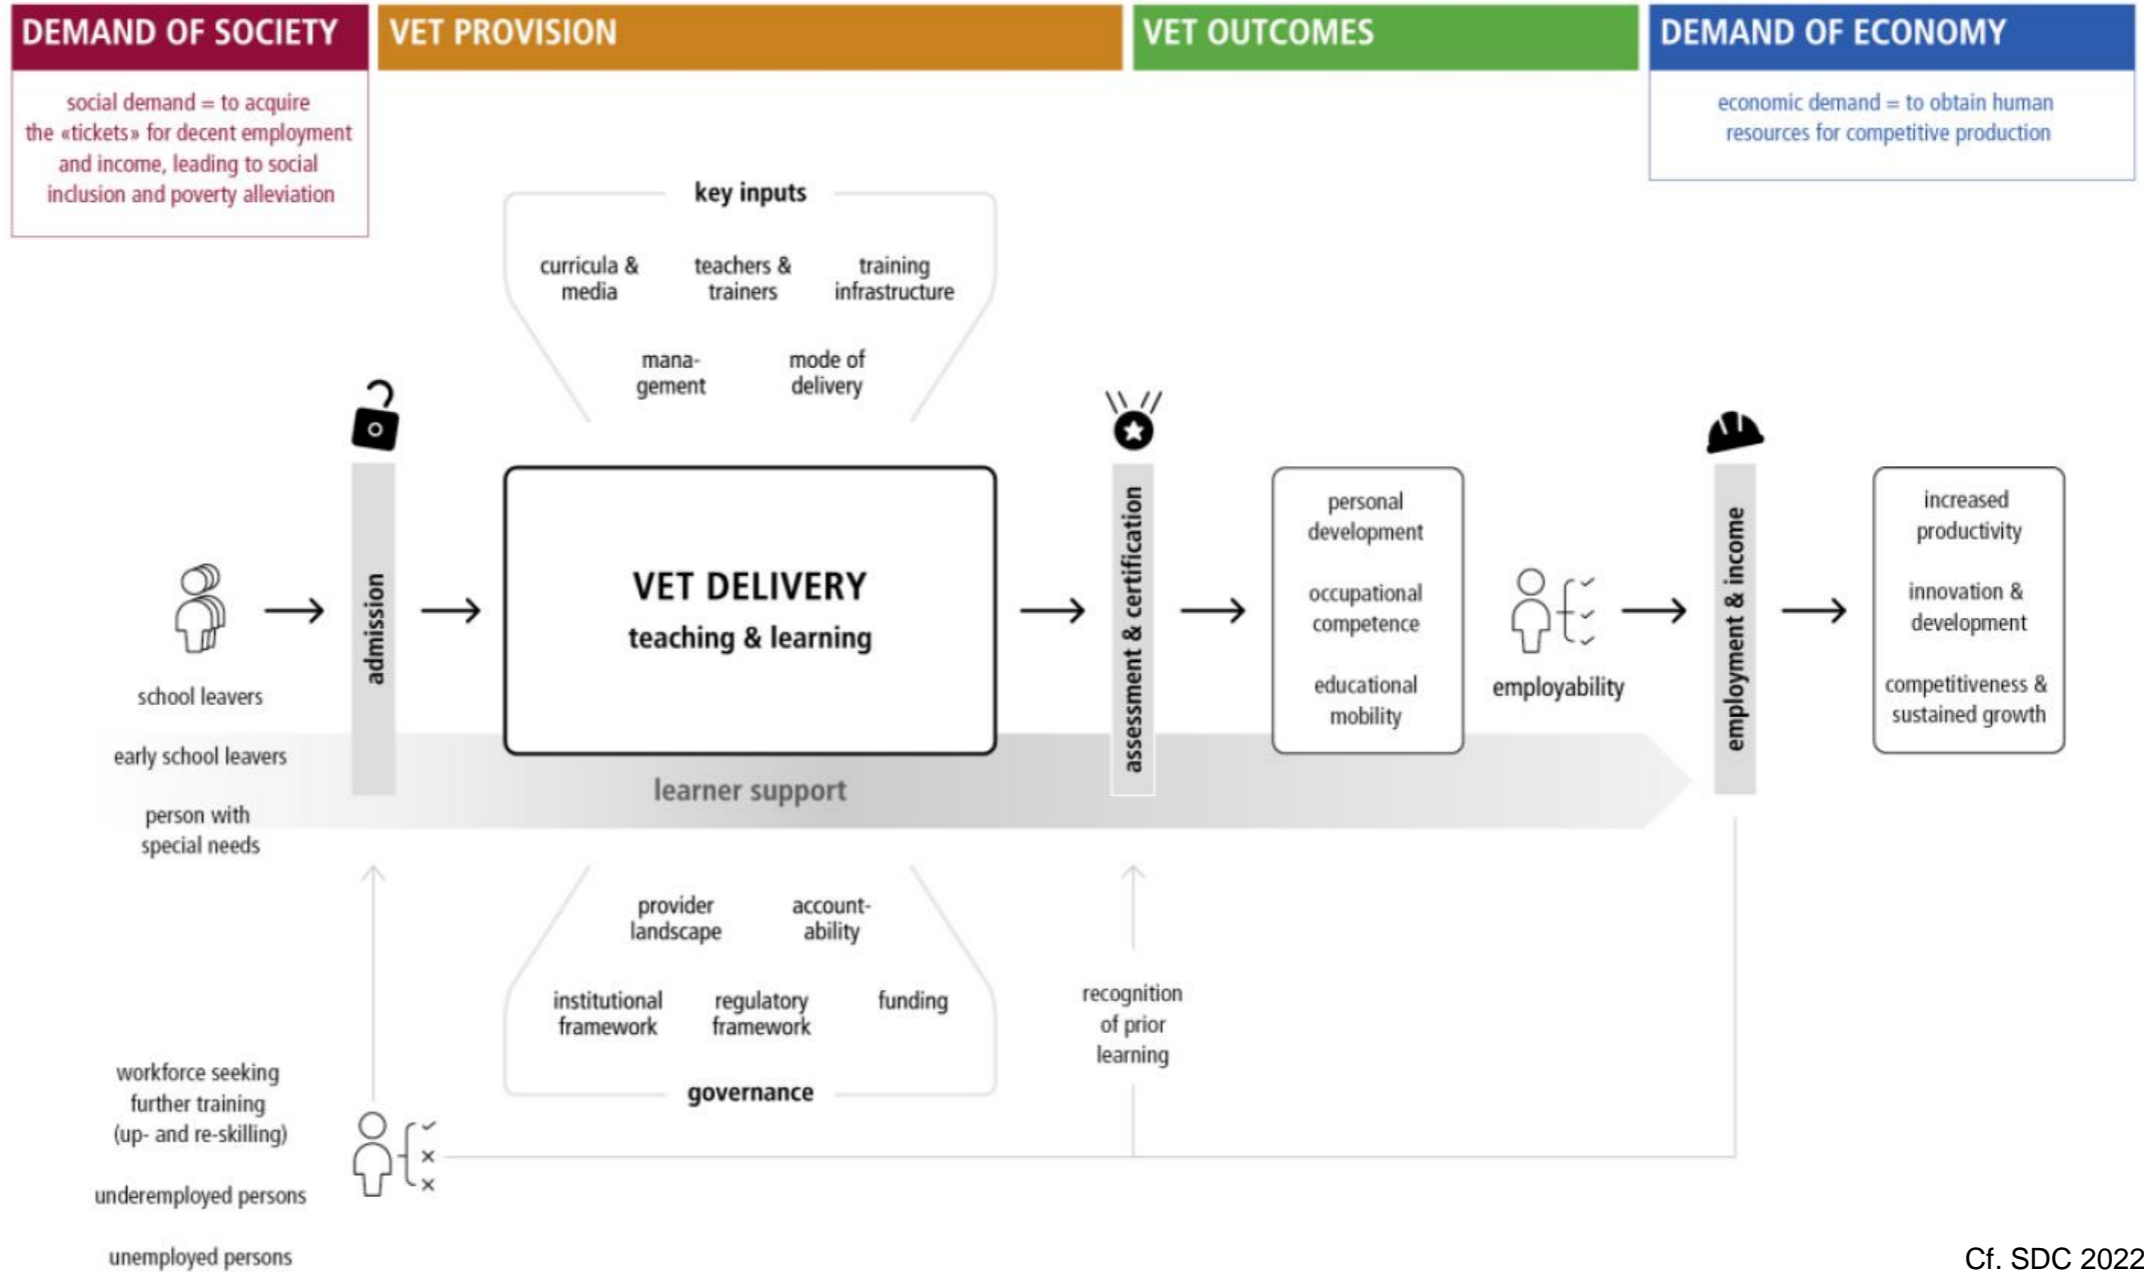 DEMAND OF SOCIETY
VET PROVISION
VET OUTCOMES
DEMAND OF ECONOMY
social demand = to acquire
the «tickets» for decent employment
and income, leading to social
inclusion and poverty alleviation
economic demand = to obtain human
resources for competitive production
key inputs
curricula &
media
teachers &
trainers
training
infrastructure
mana-
gement
mode of
delivery
school leavers
early school leavers
person with
special needs
admission
VET DELIVERY
teaching & learning
learner support
assessment & certification
personal
development
occupational
competence
educational
mobility
employability
employment & income
increased
productivity
innovation &
development
competitiveness &
sustained growth
provider
landscape
account-
ability
institutional
framework
regulatory
framework
funding
governance
recognition
of prior
learning
workforce seeking
further training
(up- and re-skilling)
underemployed persons
unemployed persons
Cf. SDC 2022